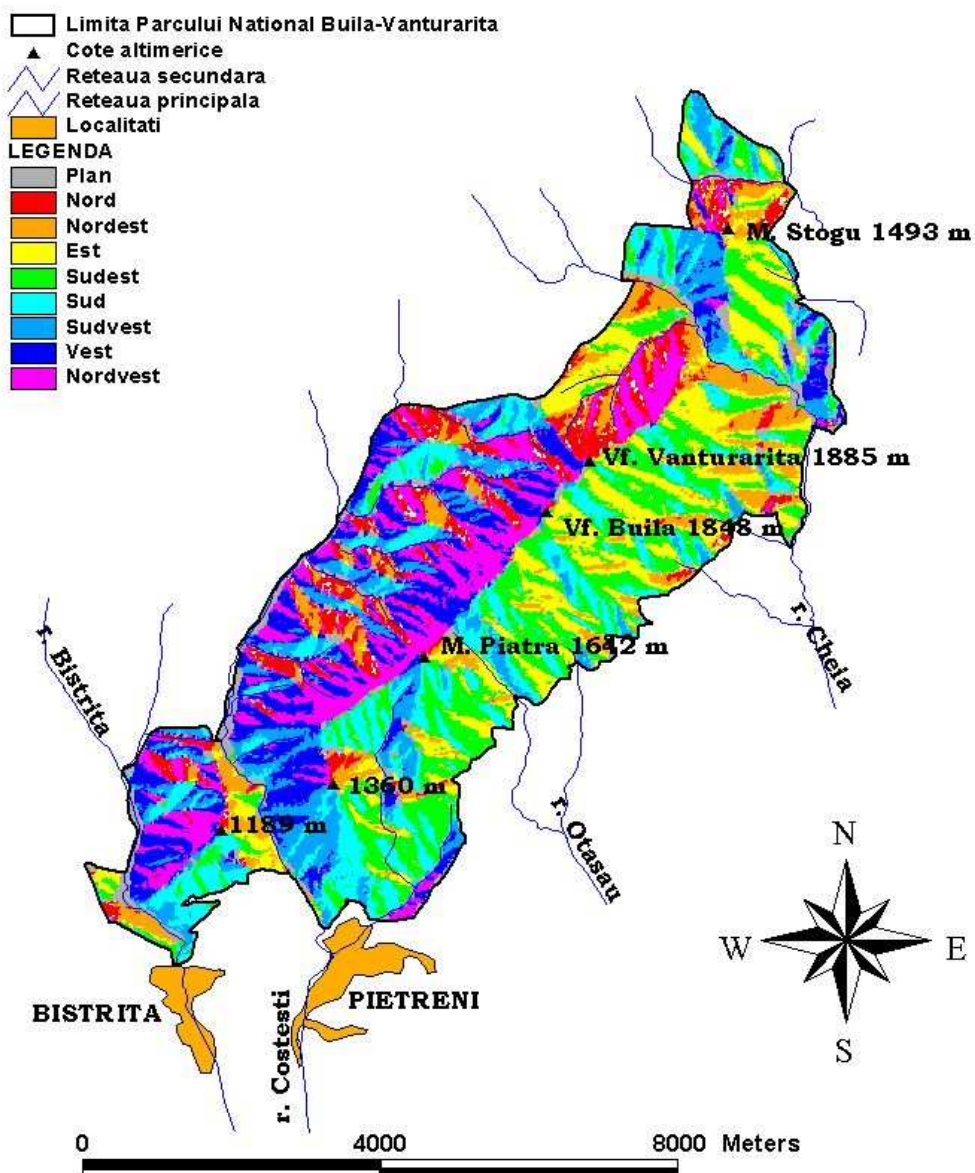 Limita Parcului National Buila-Vanturarita
Cote altimerice
Reteaua secundara
Reteaua principala
Localitati
LEGENDA
Plan
Nord
Nordest
Est
Sudest
Sud
Sudvest
Vest
Nordvest
M. Stogu 1493 m
Vf. Vanturarita 1885 m
Vf. Buila 1848 m
M. Piatra 1642 m
r. Cheia
r. Bistrita
1360 m
1189 m
r. Otasau
N
W E
S
BISTRITA
PIETRENI
r. Costesti
0 4000 8000 Meters